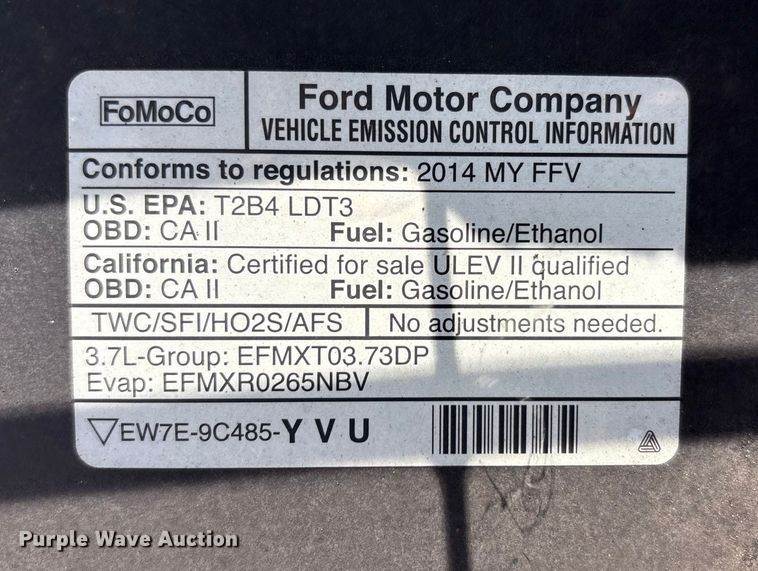 FoMoCo
Ford Motor Company
VEHICLE EMISSION CONTROL INFORMATION
Conforms to regulations: 2014 MY FFV
U.S. EPA: T2B4 LDT3
OBD: CA II Fuel: Gasoline/Ethanol
California: Certified for sale ULEV II qualified
OBD: CA II Fuel: Gasoline/Ethanol
TWC/SFI/HO2S/AFS No adjustments needed.
3.7L-Group: EFMXT03.73DP
Evap: EFMXR0265NBV
EW7E-9C485-YVU
Purple Wave Auction